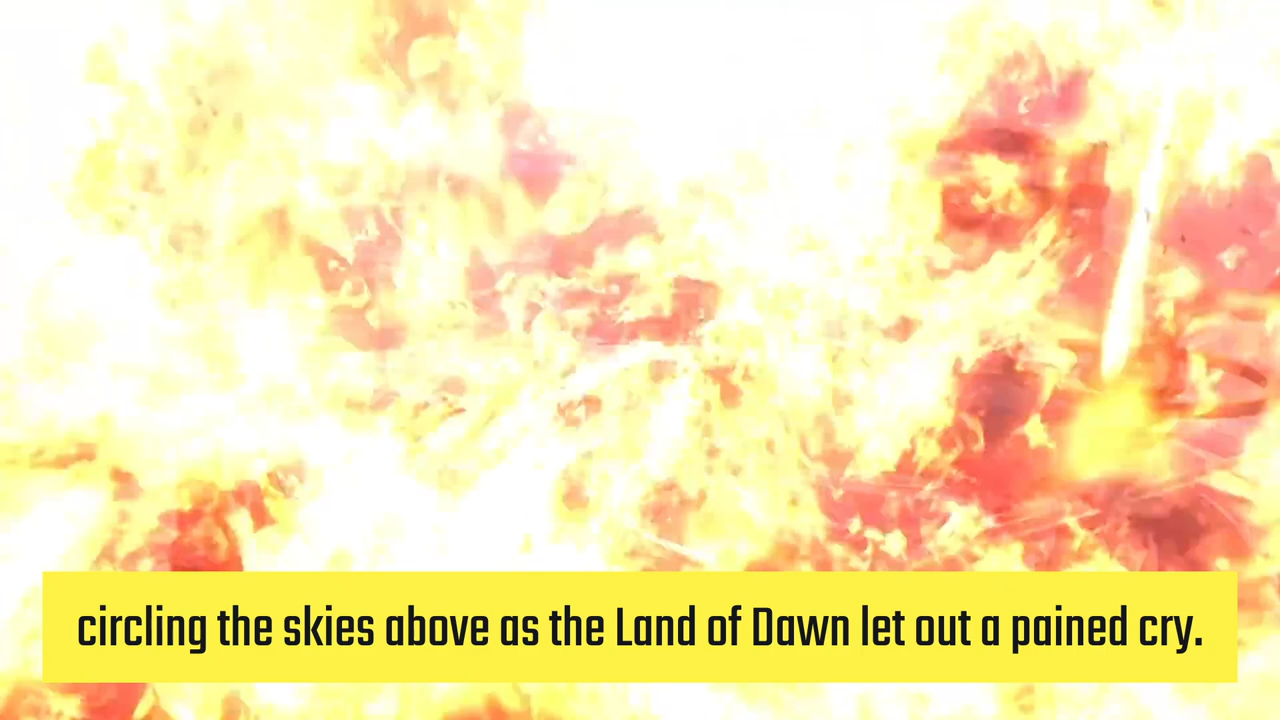 circling the skies above as the Land of Dawn let out a pained cry.